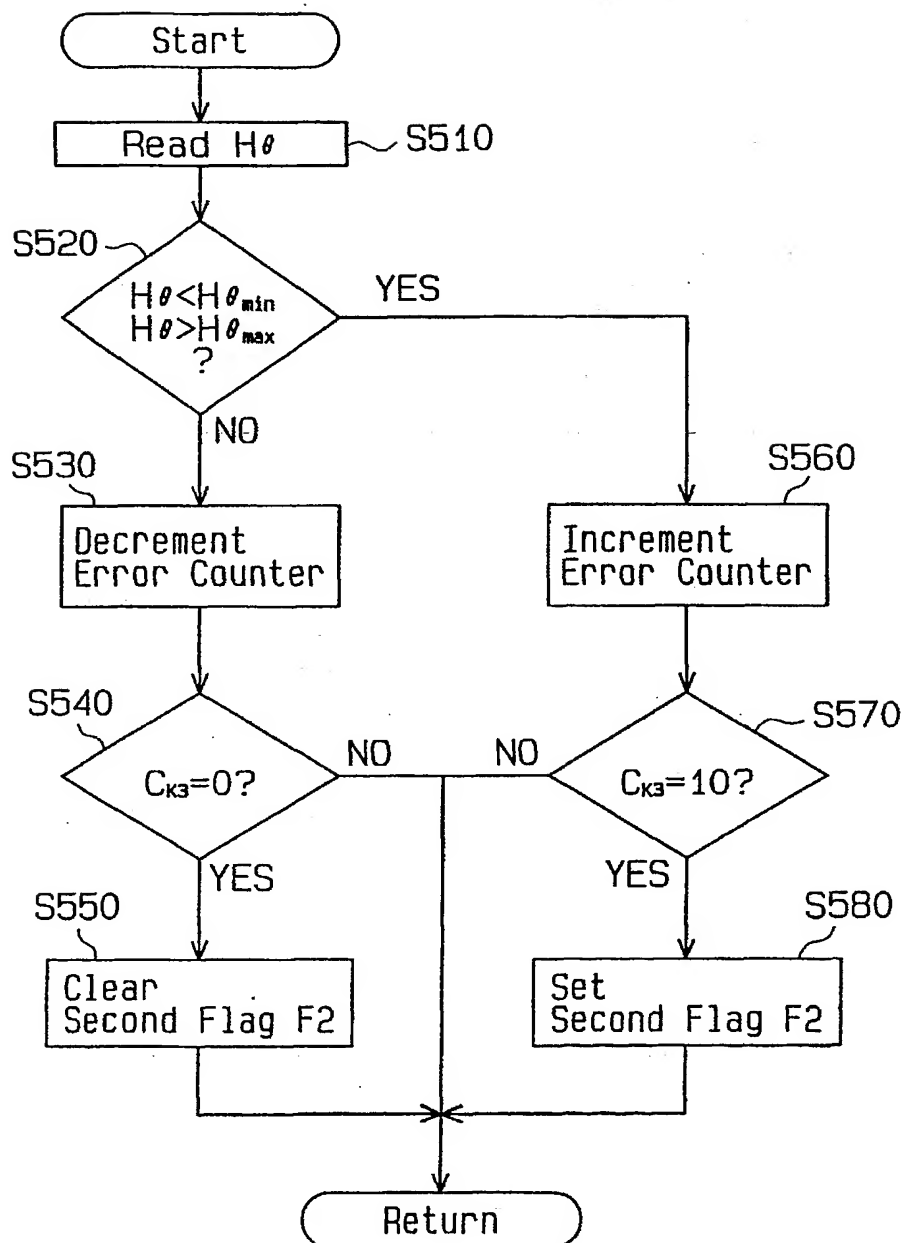 Start
Read Hθ
S510
S520
Hθ<Hθmin
Hθ>Hθmax
?
YES
NO
S530
Decrement
Error Counter
S560
Increment
Error Counter
S540
CK3=0?
NO
YES
S570
CK3=10?
NO
YES
S550
Clear
Second Flag F2
S580
Set
Second Flag F2
Return